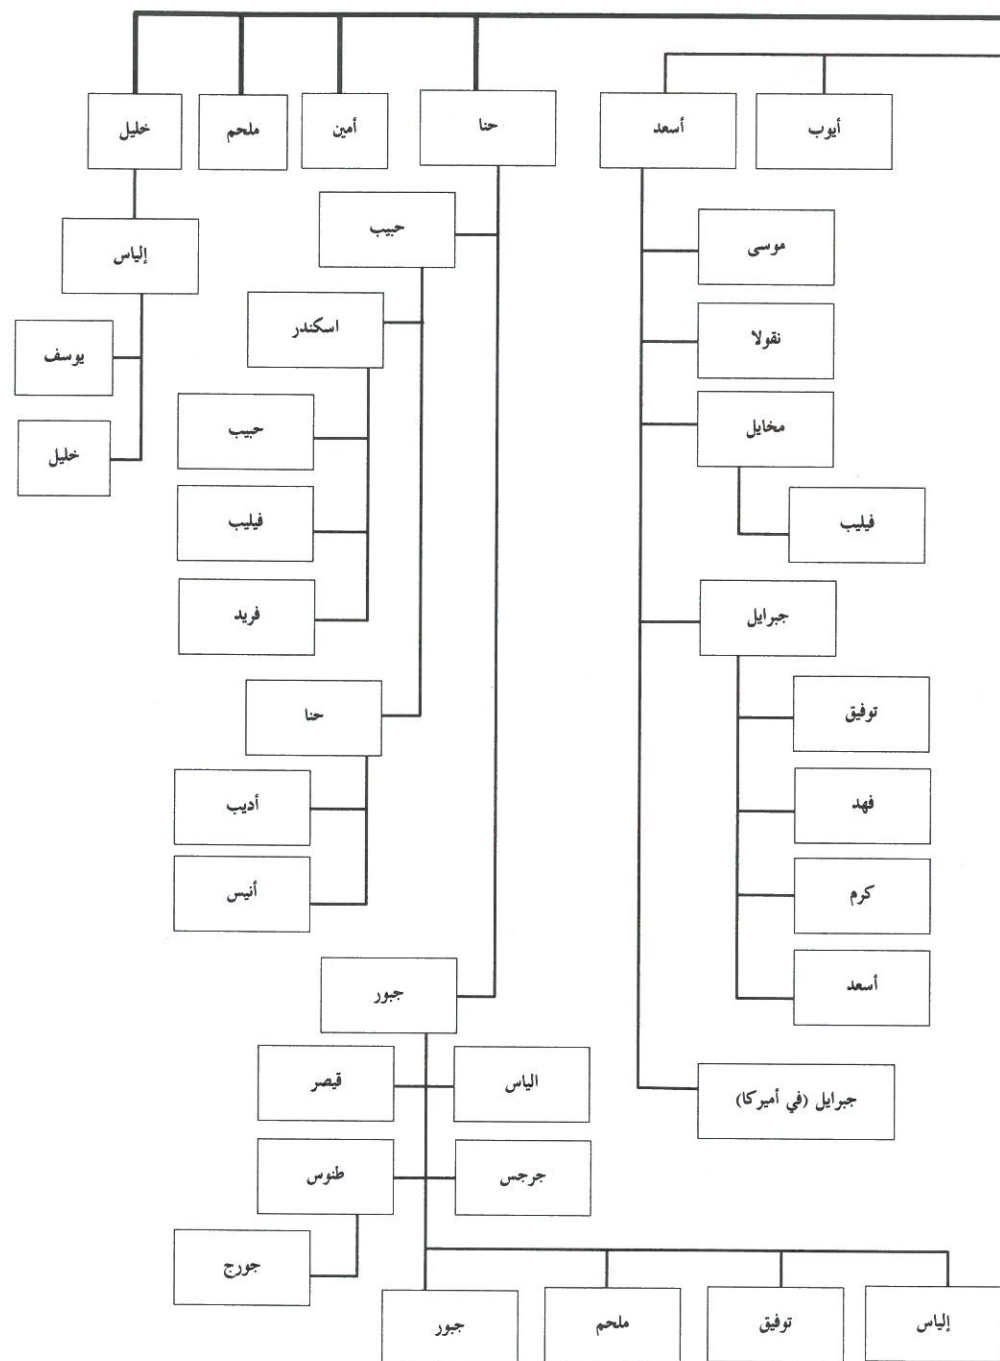 أيوب
أسعد
حنا
أمين
ملحم
خليل
موسى
حبيب
إلياس
نقولا
اسكندر
يوسف
مخايل
حبيب
خليل
فيليب
فيليب
جبرايل
فريد
توفيق
حنا
فهد
أديب
كرم
أنيس
أسعد
جبور
جبرايل (في أميركا)
الياس
قيصر
جرجس
طنوس
جورج
إلياس
توفيق
ملحم
جبور